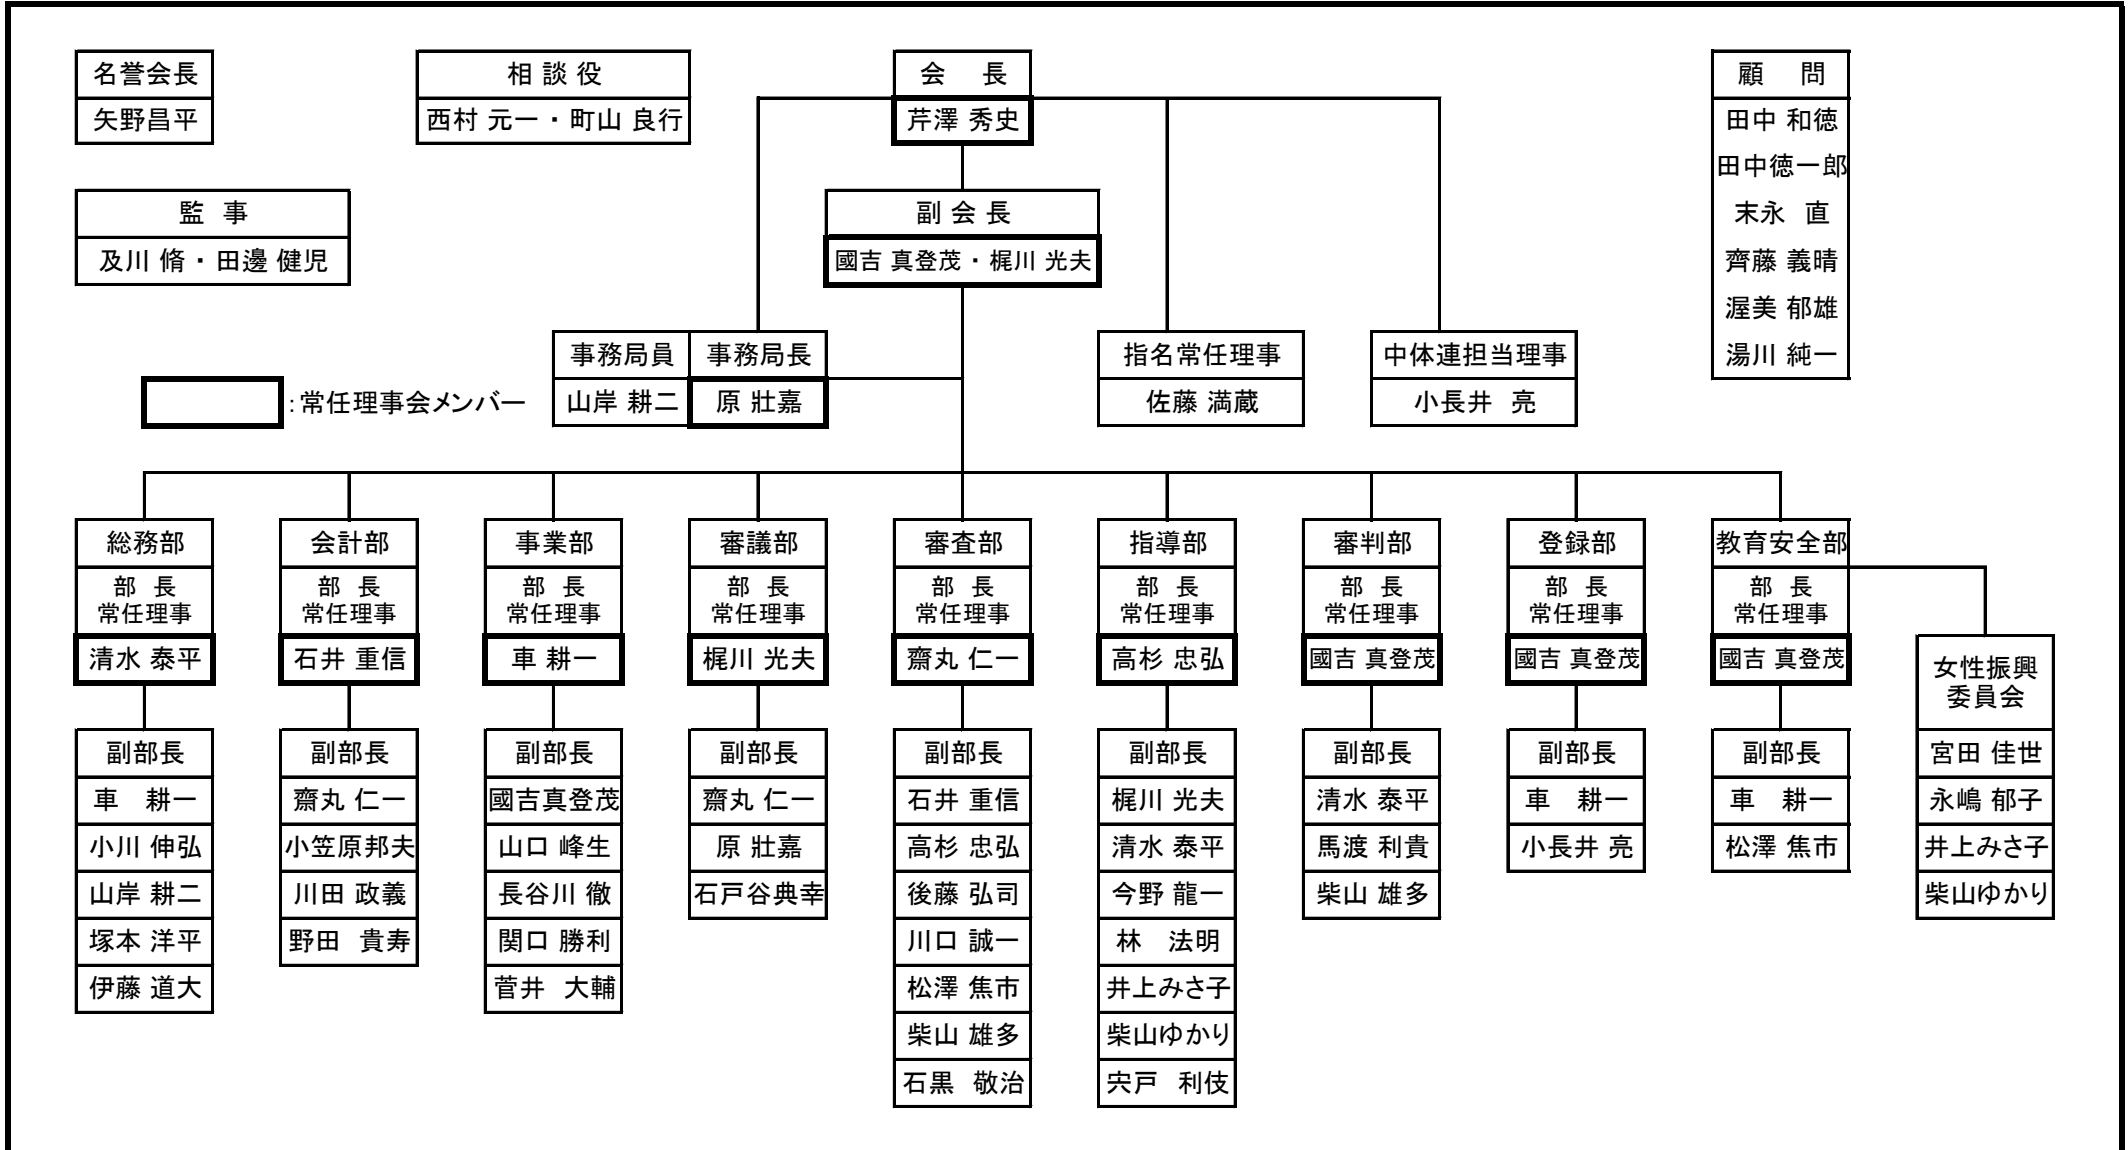 名誉会長
矢野昌平
相 談 役
西村 元一 ・ 町山 良行
会　長
芹澤 秀史
顧　問
田中 和徳
田中徳一郎
末永　直
齊藤 義晴
渥美 郁雄
湯川 純一
監　事
及川 脩 ・ 田邊 健児
副 会 長
國吉 真登茂 ・ 梶川 光夫
事務局員
山岸 耕二
事務局長
原 壯嘉
指名常任理事
佐藤 満蔵
中体連担当理事
小長井　亮
：常任理事会メンバー
総務部
部　長
常任理事
清水 泰平
副部長
車　耕一
小川 伸弘
山岸 耕二
塚本 洋平
伊藤 道大
会計部
部　長
常任理事
石井 重信
副部長
齋丸 仁一
小笠原邦夫
川田 政義
野田　貴寿
事業部
部　長
常任理事
車 耕一
副部長
國吉真登茂
山口 峰生
長谷川 徹
関口 勝利
菅井　大輔
審議部
部　長
常任理事
梶川 光夫
副部長
齋丸 仁一
原 壯嘉
石戸谷典幸
審査部
部　長
常任理事
齋丸 仁一
副部長
石井 重信
高杉 忠弘
後藤 弘司
川口 誠一
松澤 焦市
柴山 雄多
石黒　敬治
指導部
部　長
常任理事
高杉 忠弘
副部長
梶川 光夫
清水 泰平
今野 龍一
林　法明
井上みさ子
柴山ゆかり
宍戸　利伎
審判部
部　長
常任理事
國吉 真登茂
副部長
清水 泰平
馬渡 利貴
柴山 雄多
登録部
部　長
常任理事
國吉 真登茂
副部長
車　耕一
小長井 亮
教育安全部
部　長
常任理事
國吉 真登茂
副部長
車　耕一
松澤 焦市
女性振興
委員会
宮田 佳世
永嶋 郁子
井上みさ子
柴山ゆかり